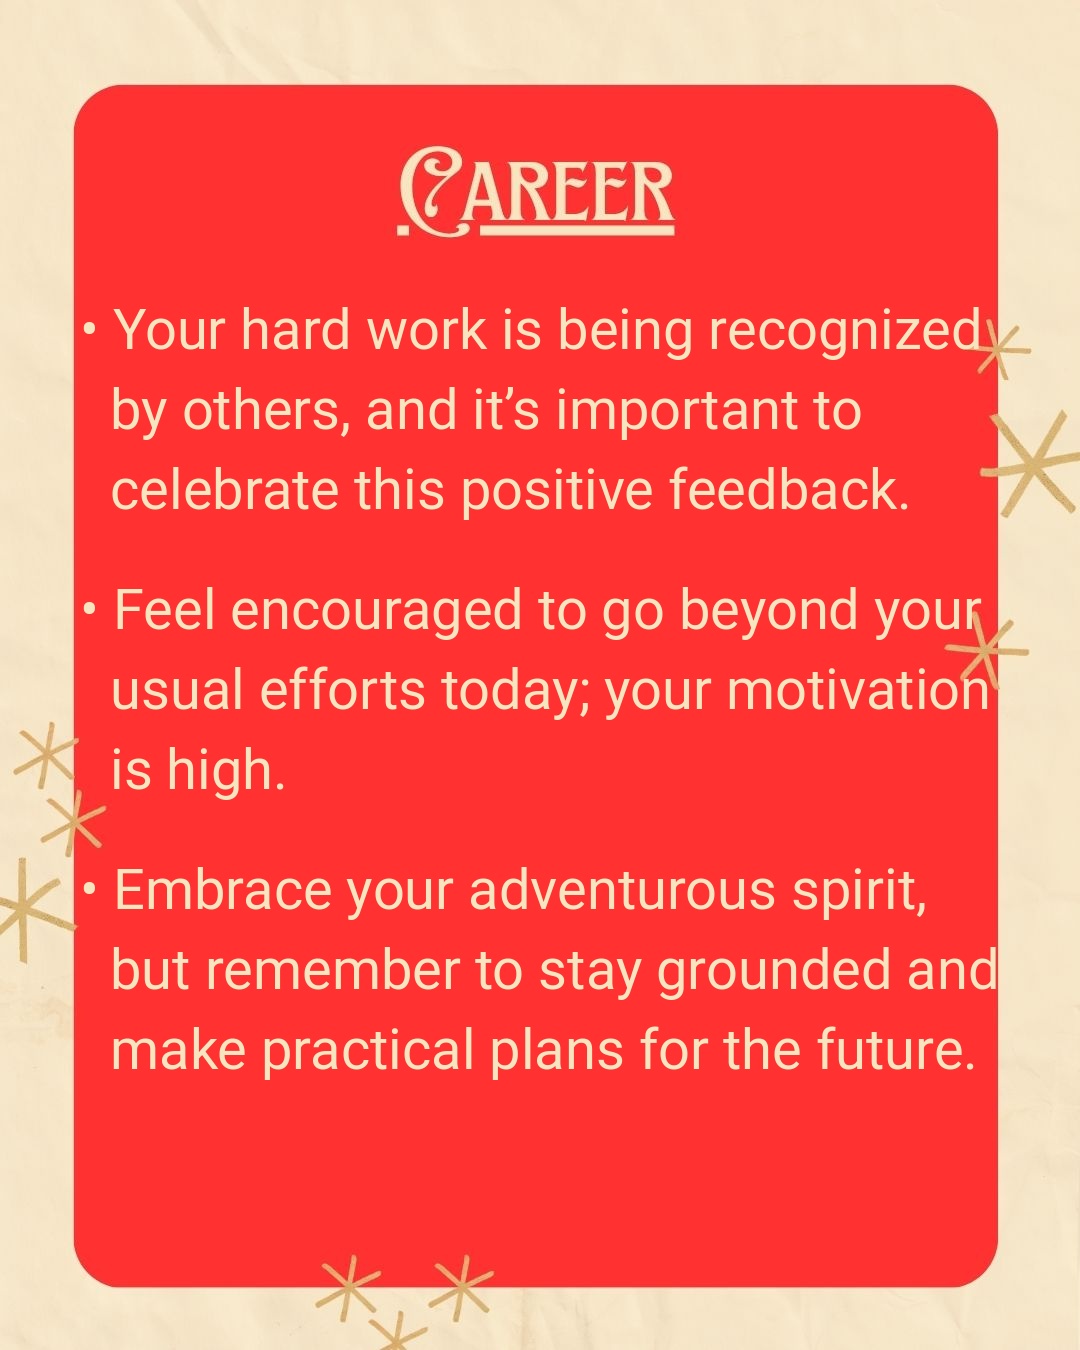 Career
• Your hard work is being recognized
by others, and it’s important to
celebrate this positive feedback.
• Feel encouraged to go beyond your
usual efforts today; your motivation
is high.
• Embrace your adventurous spirit,
but remember to stay grounded and
make practical plans for the future.